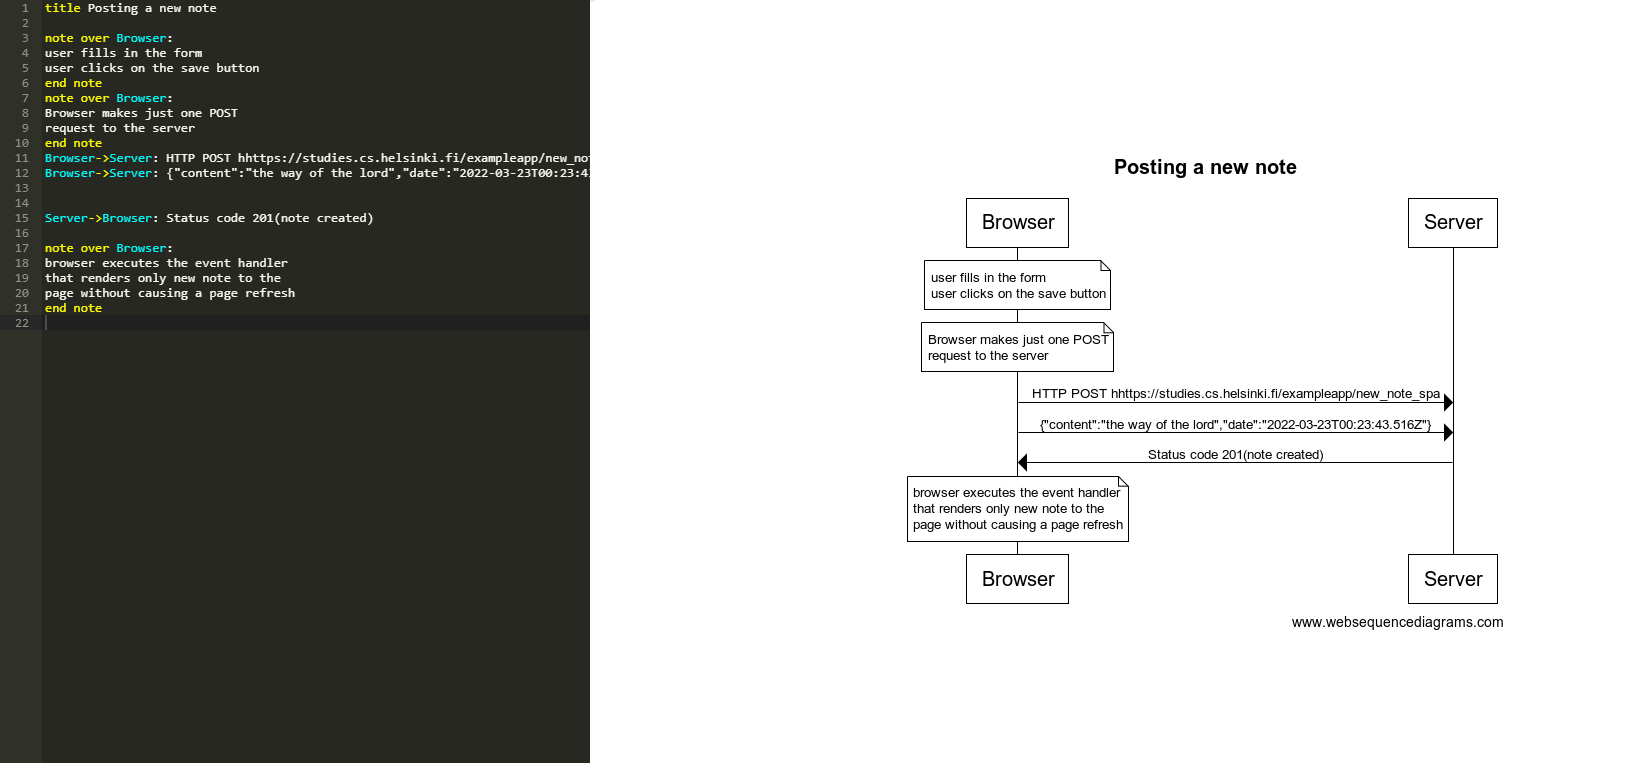 1 title Posting a new note
2
3 note over Browser:
4 user fills in the form
5 user clicks on the save button
6 end note
7 note over Browser:
8 Browser makes just one POST
9 request to the server
10 end note
11 Browser->Server: HTTP POST hhttps://studies.cs.helsinki.fi/exampleapp/new_no
12 Browser->Server: {"content":"the way of the lord","date":"2022-03-23T00:23:4
13
14
15 Server->Browser: Status code 201(note created)
16
17 note over Browser:
18 browser executes the event handler
19 that renders only new note to the
20 page without causing a page refresh
21 end note
22
Posting a new note
Browser Server
user fills in the form
user clicks on the save button
Browser makes just one POST
request to the server
HTTP POST hhttps://studies.cs.helsinki.fi/exampleapp/new_note_spa
{"content":"the way of the lord","date":"2022-03-23T00:23:43.516Z"}
Status code 201(note created)
browser executes the event handler
that renders only new note to the
page without causing a page refresh
Browser Server
www.websequencediagrams.com